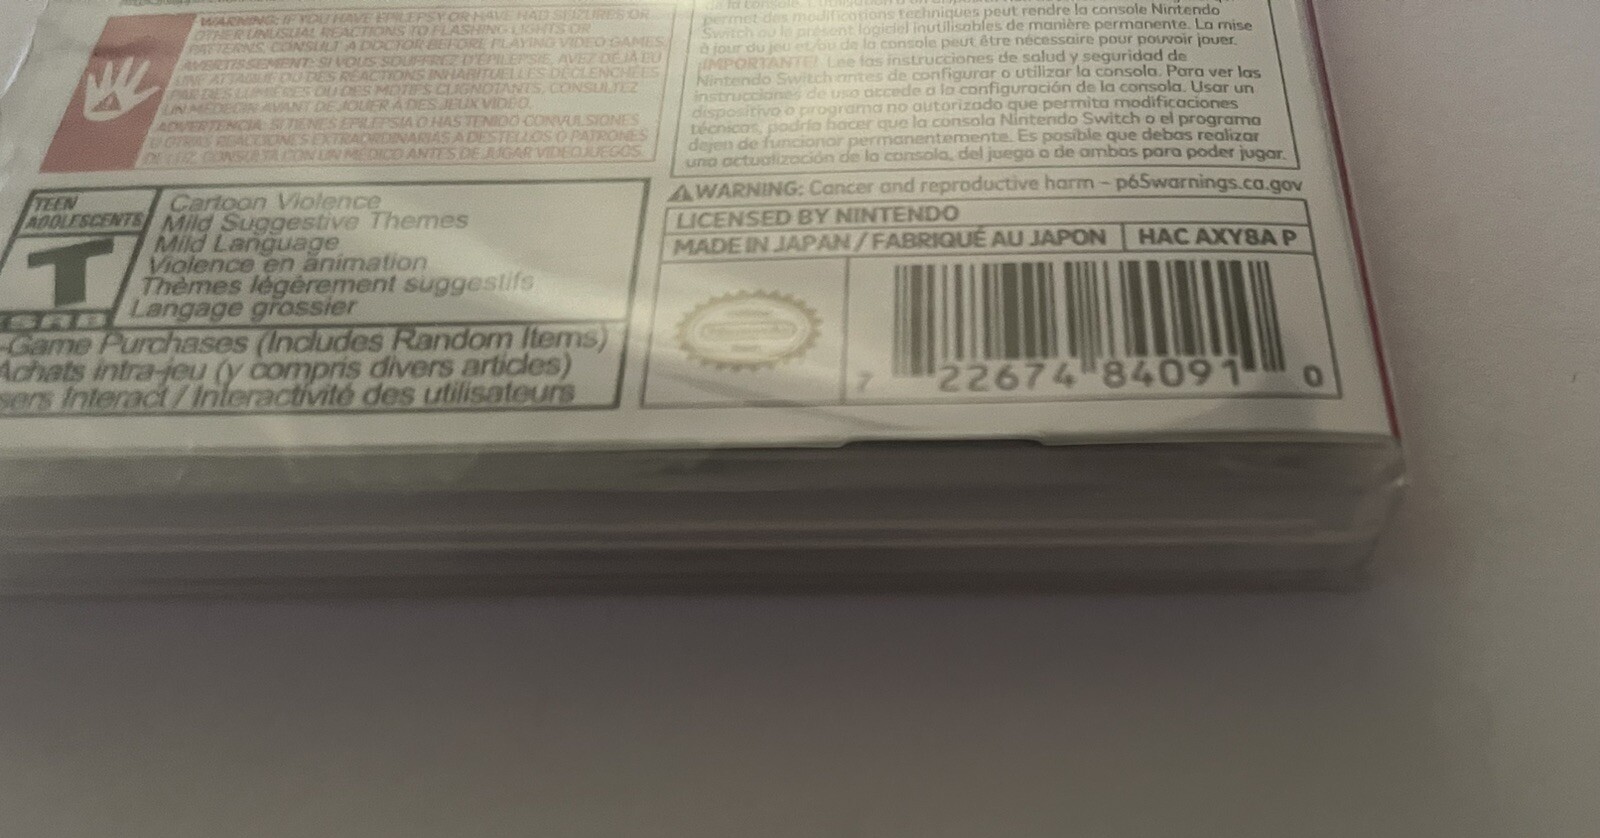 WARNING: IF YOU HAVE EPILEPSY OR HAVE HAD SEIZURES OR
OTHER UNUSUAL REACTIONS TO FLASHING LIGHTS OR
PATTERNS, CONSULT A DOCTOR BEFORE PLAYING VIDEO GAMES.
AVERTISSEMENT: SI VOUS SOUFFREZ D'ÉPILEPSIE, AVEZ DÉJÀ EU
UNE ATTAQUE OU DES RÉACTIONS INHABITUELLES DÉCLENCHÉES
PAR DES LUMIÈRES OU DES MOTIFS CLIGNOTANTS, CONSULTEZ
UN MÉDECIN AVANT DE JOUER À DES JEUX VIDÉO.
ADVERTENCIA: SI TIENES EPILEPSIA O HAS TENIDO CONVULSIONES
U OTRAS REACCIONES EXTRAORDINARIAS A DESTELLOS O PATRONES
DE LUZ, CONSULTA CON UN MÉDICO ANTES DE JUGAR VIDEOJUEGOS.
permet des modifications techniques peut rendre la console Nintendo
Switch ou le présent logiciel inutilisables de manière permanente. La mise
à jour du jeu et/ou de la console peut être nécessaire pour pouvoir jouer.
¡IMPORTANTE! Lee las instrucciones de salud y seguridad de
Nintendo Switch antes de configurar o utilizar la consola. Para ver las
instrucciones de uso accede a la configuración de la consola. Usar un
dispositivo o programa no autorizado que permita modificaciones
técnicas, podría hacer que la consola Nintendo Switch o el programa
dejen de funcionar permanentemente. Es posible que debas realizar
una actualización de la consola, del juego o de ambos para poder jugar.
TEEN
ADOLESCENTS
T
ESRB
Cartoon Violence
Mild Suggestive Themes
Mild Language
Violence en animation
Thèmes légèrement suggestifs
Langage grossier
-Game Purchases (Includes Random Items)
Achats intra-jeu (y compris divers articles)
sers Interact / Interactivité des utilisateurs
⚠WARNING: Cancer and reproductive harm – p65warnings.ca.gov
LICENSED BY NINTENDO
MADE IN JAPAN / FABRIQUÉ AU JAPON HAC AXY8A P
7 22674 84091 0